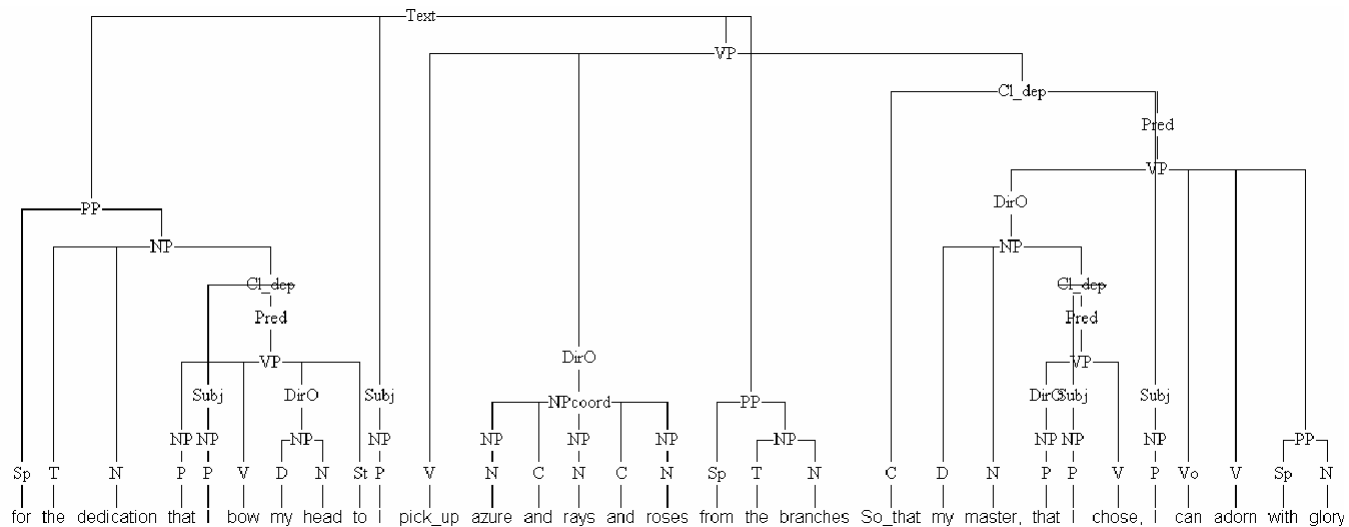 Text
VP
Cl_dep
Pred
VP
DirO
PP
NP NP
Cl_dep Cl_dep
Pred Pred
DirO
VP VP
Subj DirO Subj DirO Subj Subj
NPcoord PP
NP NP NP NP NP NP NP NP NP NP NP PP
Sp T N P P V D N St P V N C N C N Sp T N C D N P P V P Vo V Sp N
for the dedication that I bow my head to I pick_up azure and rays and roses from the branches So_that my master, that I chose, I can adorn with glory